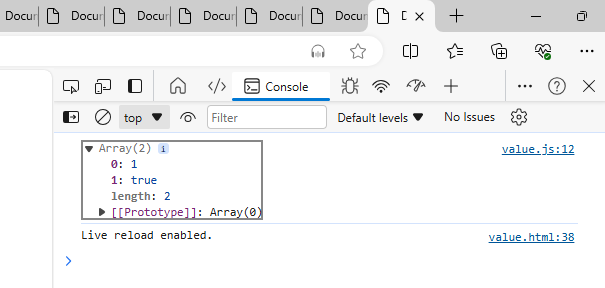 Docur Docur Docur Docur Docur D
Console
top Filter Default levels No Issues
Array(2) i value.js:12
0: 1
1: true
length: 2
[[Prototype]]: Array(0)
Live reload enabled. value.html:38